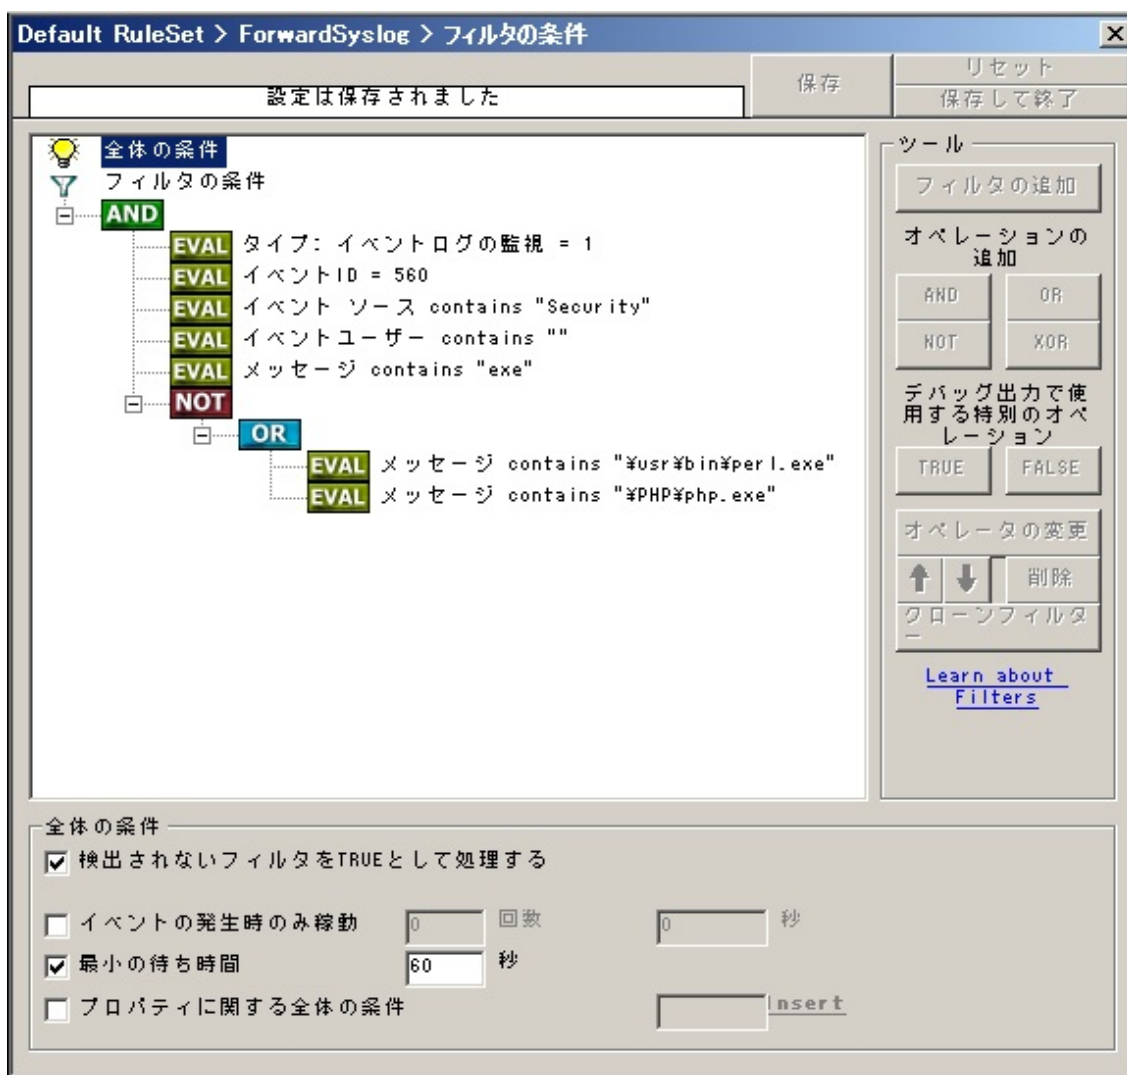 Default RuleSet > ForwardSyslog > フィルタの条件
設定は保存されました
保存
リセット
保存して終了
全体の条件
フィルタの条件
AND
EVAL タイプ: イベントログの監視 = 1
EVAL イベントID = 560
EVAL イベント ソース contains "Security"
EVAL イベントユーザー contains ""
EVAL メッセージ contains "exe"
NOT
OR
EVAL メッセージ contains "¥usr¥bin¥perl.exe"
EVAL メッセージ contains "¥PHP¥php.exe"
ツール
フィルタの追加
オペレーションの
追加
AND
OR
NOT
XOR
デバッグ出力で使
用する特別のオペ
レーション
TRUE
FALSE
オペレータの変更
削除
クローンフィルタ
ー
Learn about
Filters
全体の条件
検出されないフィルタをTRUEとして処理する
イベントの発生時のみ稼動 0 回数 0 秒
最小の待ち時間 60 秒
プロパティに関する全体の条件 Insert